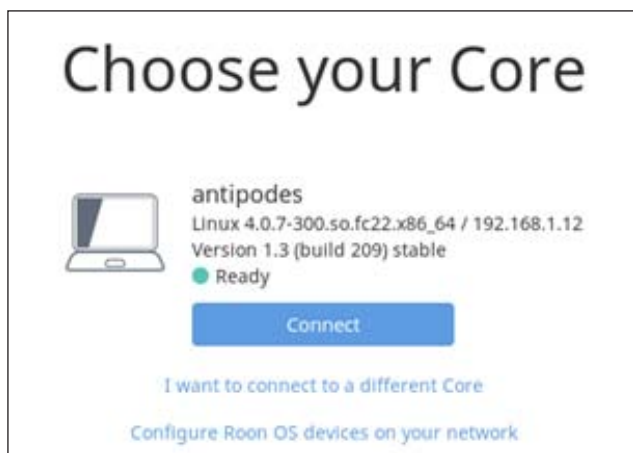 Choose your Core
antipodes
Linux 4.0.7-300.so.fc22.x86_64 / 192.168.1.12
Version 1.3 (build 209) stable
Ready
Connect
I want to connect to a different Core
Configure Roon OS devices on your network